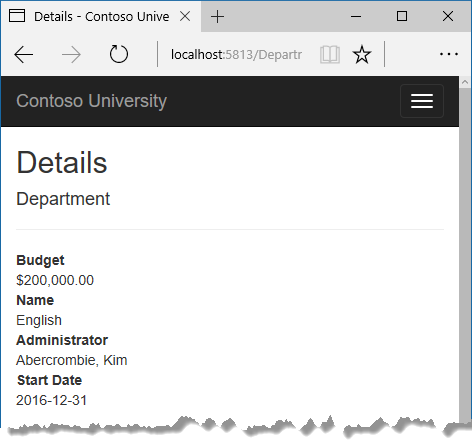 Details - Contoso Unive
localhost:5813/Departr
Contoso University
Details
Department
Budget
$200,000.00
Name
English
Administrator
Abercrombie, Kim
Start Date
2016-12-31